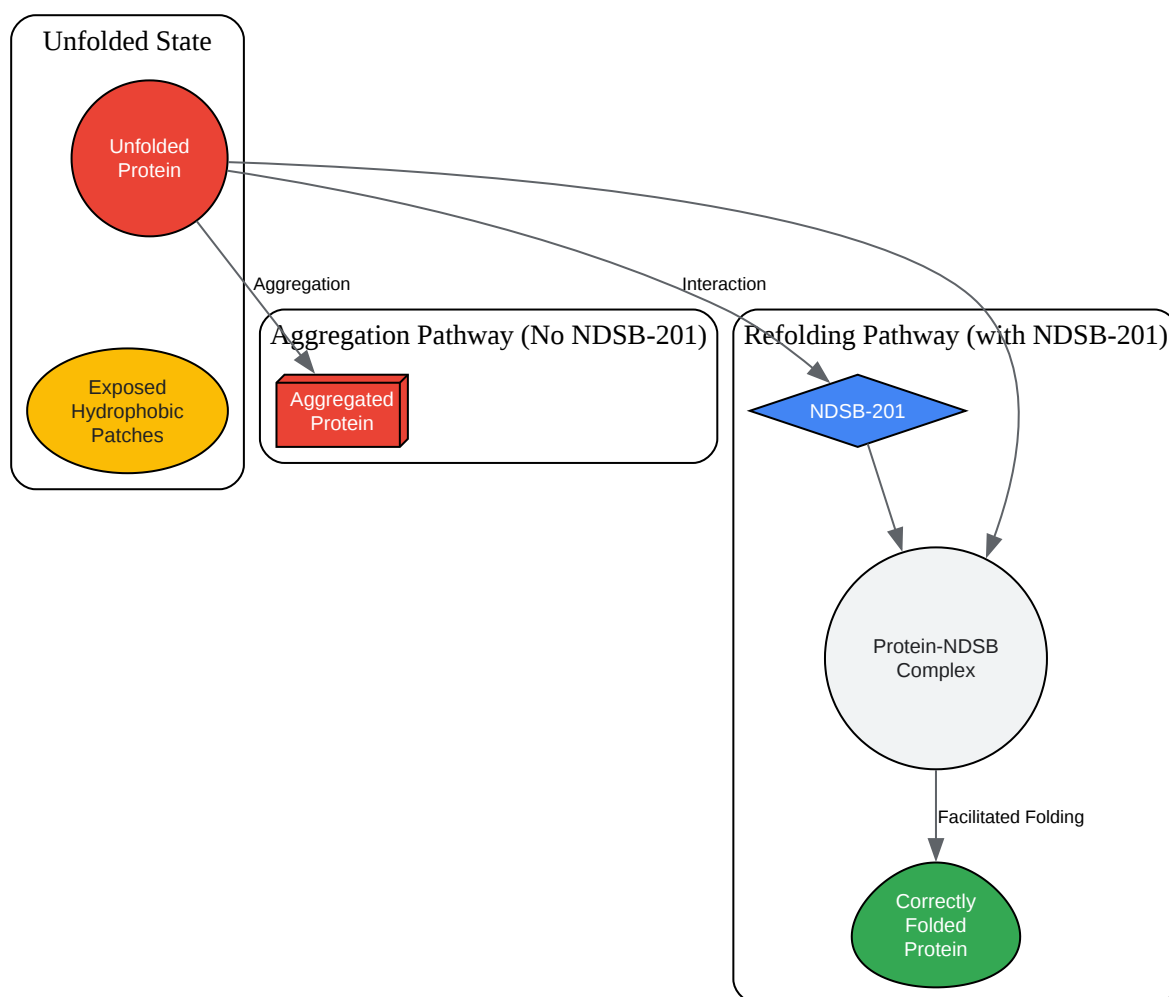 Unfolded State
Unfolded
Protein
Aggregation
Interaction
Aggregation Pathway (No NDSB-201)
Refolding Pathway (with NDSB-201)
Exposed
Hydrophobic
Patches
Aggregated
Protein
NDSB-201
Protein-NDSB
Complex
Facilitated Folding
Correctly
Folded
Protein